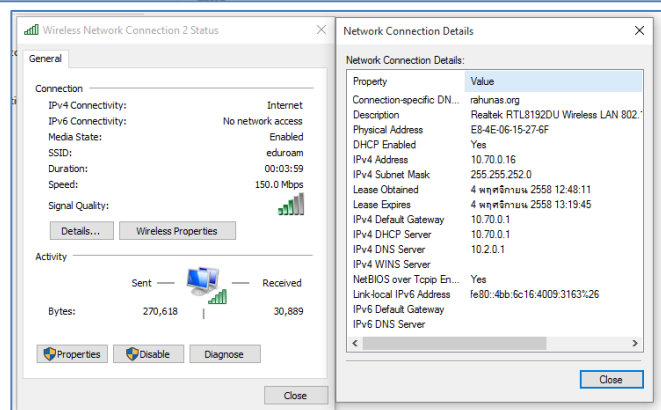 Wireless Network Connection 2 Status
General
Connection
IPv4 Connectivity: Internet
IPv6 Connectivity: No network access
Media State: Enabled
SSID: eduroam
Duration: 00:03:59
Speed: 150.0 Mbps
Signal Quality:
Details...
Wireless Properties
Activity
Sent — — Received
Bytes: 270,618 | 30,889
Properties
Disable
Diagnose
Close
Network Connection Details
Network Connection Details:
Property Value
Connection-specific DN... rahunas.org
Description Realtek RTL8192DU Wireless LAN 802.
Physical Address E8-4E-06-15-27-6F
DHCP Enabled Yes
IPv4 Address 10.70.0.16
IPv4 Subnet Mask 255.255.252.0
Lease Obtained 4 พฤศจิกายน 2558 12:48:11
Lease Expires 4 พฤศจิกายน 2558 13:19:45
IPv4 Default Gateway 10.70.0.1
IPv4 DHCP Server 10.70.0.1
IPv4 DNS Server 10.2.0.1
IPv4 WINS Server
NetBIOS over Tcpip En... Yes
Link-local IPv6 Address fe80::4bb:6c16:4009:3163%26
IPv6 Default Gateway
IPv6 DNS Server
Close